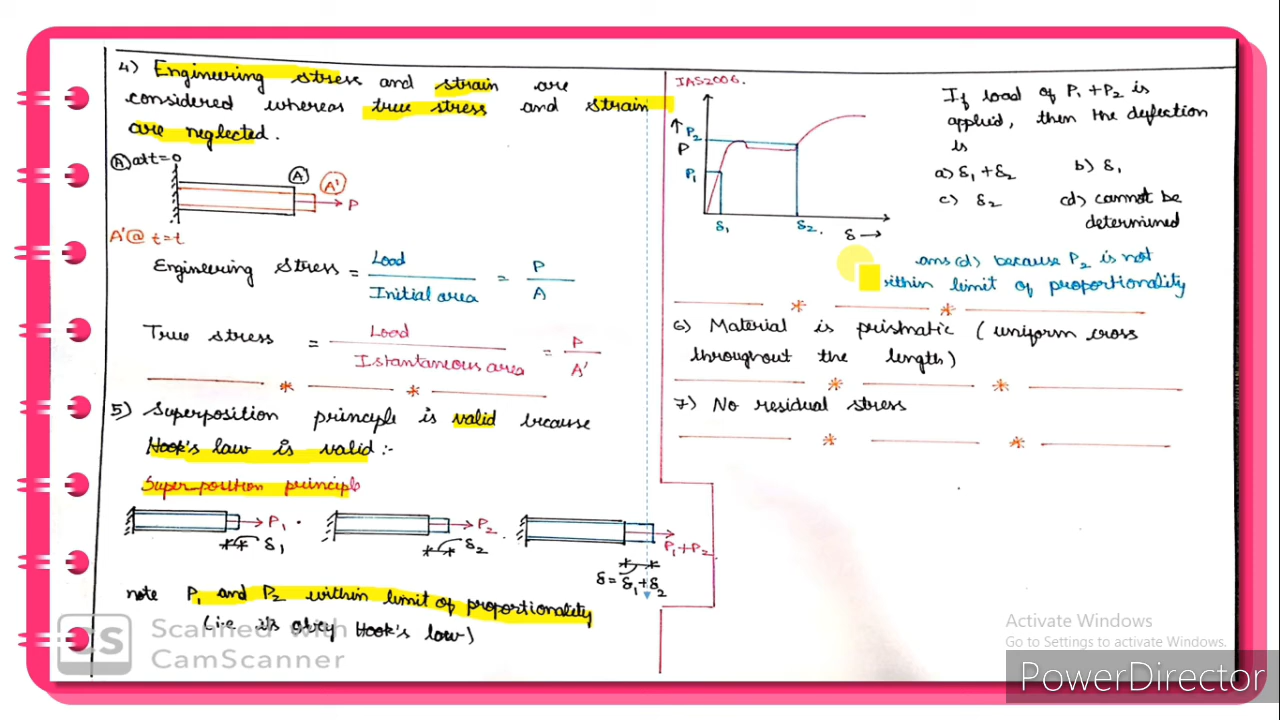 4) Engineering stress and strain are
considered whereas true stress and strain
are neglected.
Ⓐ at t=0
A
A'
P
A'@ t=t
Engineering Stress = Load / Initial area = P / A
True stress = Load / Istantaneous area = P / A'
5) Superposition principle is valid because
Hook's law is valid :-
Superposition principle
P₁
δ₁
P₂
δ₂
P₁+P₂
δ = δ₁+δ₂
note P₁ and P₂ within limit of proportionality
(i.e obey Hook's law)
IAS2006.
P₂
P
P₁
δ₁
δ₂.
δ →
If load of P₁ + P₂ is
applied, then the deflection
is
a) δ₁ + δ₂
b) δ₁
c) δ₂
(d) cannot be
determined
ans (d) because P₂ is not
within limit of proportionality
6) Material is prismatic (uniform cross
throughout the length)
7) No residual stress
CS
Scanned with
CamScanner
Activate Windows
Go to Settings to activate Windows.
PowerDirector